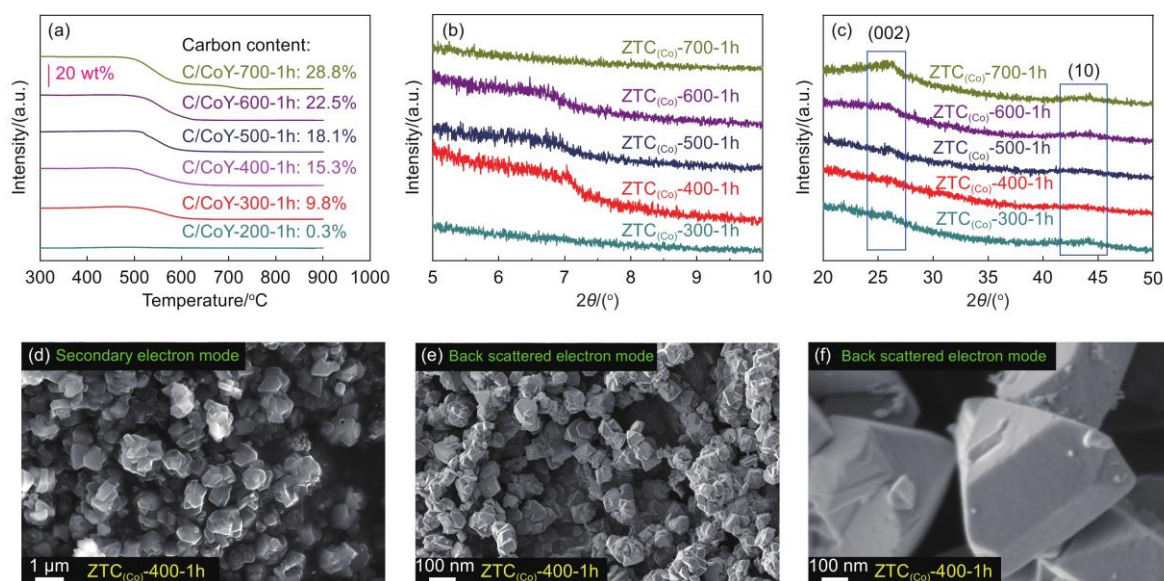 (a)
Carbon content:
20 wt%
C/CoY-700-1h: 28.8%
C/CoY-600-1h: 22.5%
C/CoY-500-1h: 18.1%
C/CoY-400-1h: 15.3%
C/CoY-300-1h: 9.8%
C/CoY-200-1h: 0.3%
Intensity/(a.u.)
300 400 500 600 700 800 900 1000
Temperature/°C
(b)
ZTC(Co)-700-1h
ZTC(Co)-600-1h
ZTC(Co)-500-1h
ZTC(Co)-400-1h
ZTC(Co)-300-1h
Intensity/(a.u.)
5 6 7 8 9 10
2θ/(°)
(c)
(002)
(10)
ZTC(Co)-700-1h
ZTC(Co)-600-1h
ZTC(Co)-500-1h
ZTC(Co)-400-1h
ZTC(Co)-300-1h
Intensity/(a.u.)
20 25 30 35 40 45 50
2θ/(°)
(d) Secondary electron mode
1 μm
ZTC(Co)-400-1h
(e) Back scattered electron mode
100 nm
ZTC(Co)-400-1h
(f) Back scattered electron mode
100 nm
ZTC(Co)-400-1h